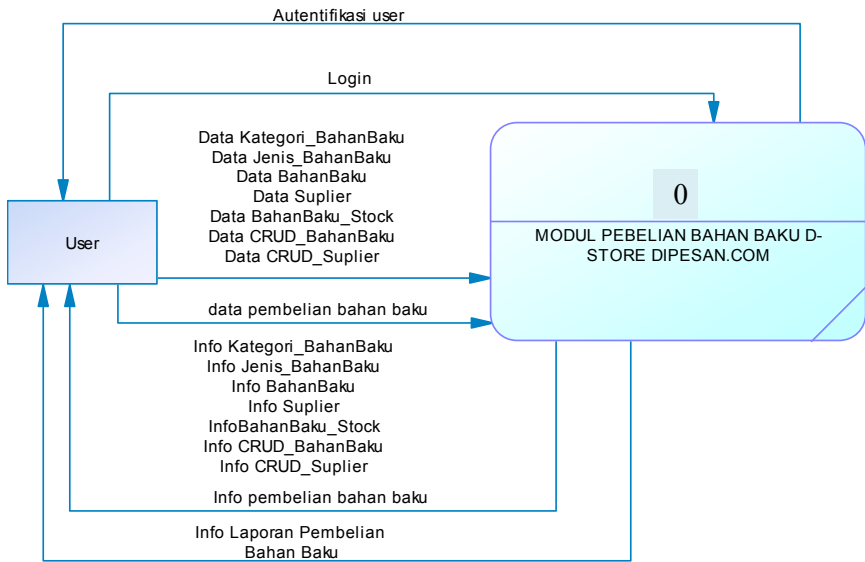 Autentifikasi user
Login
Data Kategori_BahanBaku
Data Jenis_BahanBaku
Data BahanBaku
Data Suplier
Data BahanBaku_Stock
Data CRUD_BahanBaku
Data CRUD_Suplier
User
0
MODUL PEBELIAN BAHAN BAKU D-
STORE DIPESAN.COM
data pembelian bahan baku
Info Kategori_BahanBaku
Info Jenis_BahanBaku
Info BahanBaku
Info Suplier
InfoBahanBaku_Stock
Info CRUD_BahanBaku
Info CRUD_Suplier
Info pembelian bahan baku
Info Laporan Pembelian
Bahan Baku